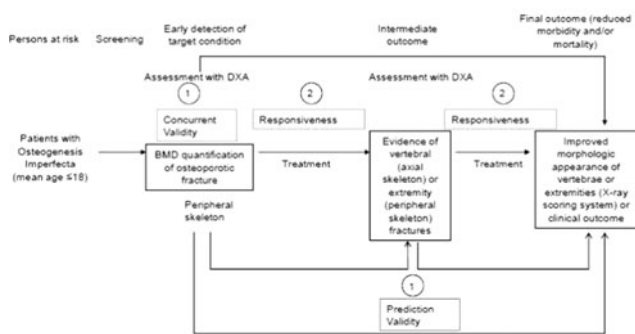 Persons at risk
Screening
Early detection of
target condition
Intermediate
outcome
Final outcome (reduced
morbidity and/or
mortality)
Assessment with DXA
Assessment with DXA
1
2
2
Concurrent
Validity
Responsiveness
Responsiveness
Patients with
Osteogenesis
Imperfecta
(mean age ≤18)
BMD quantification
of osteoporotic
fracture
Treatment
Evidence of
vertebral
(axial
skeleton) or
extremity
(peripheral
skeleton)
fractures
Treatment
Improved
morphologic
appearance of
vertebrae or
extremities (X-ray
scoring system) or
clinical outcome
Peripheral
skeleton
1
Prediction
Validity